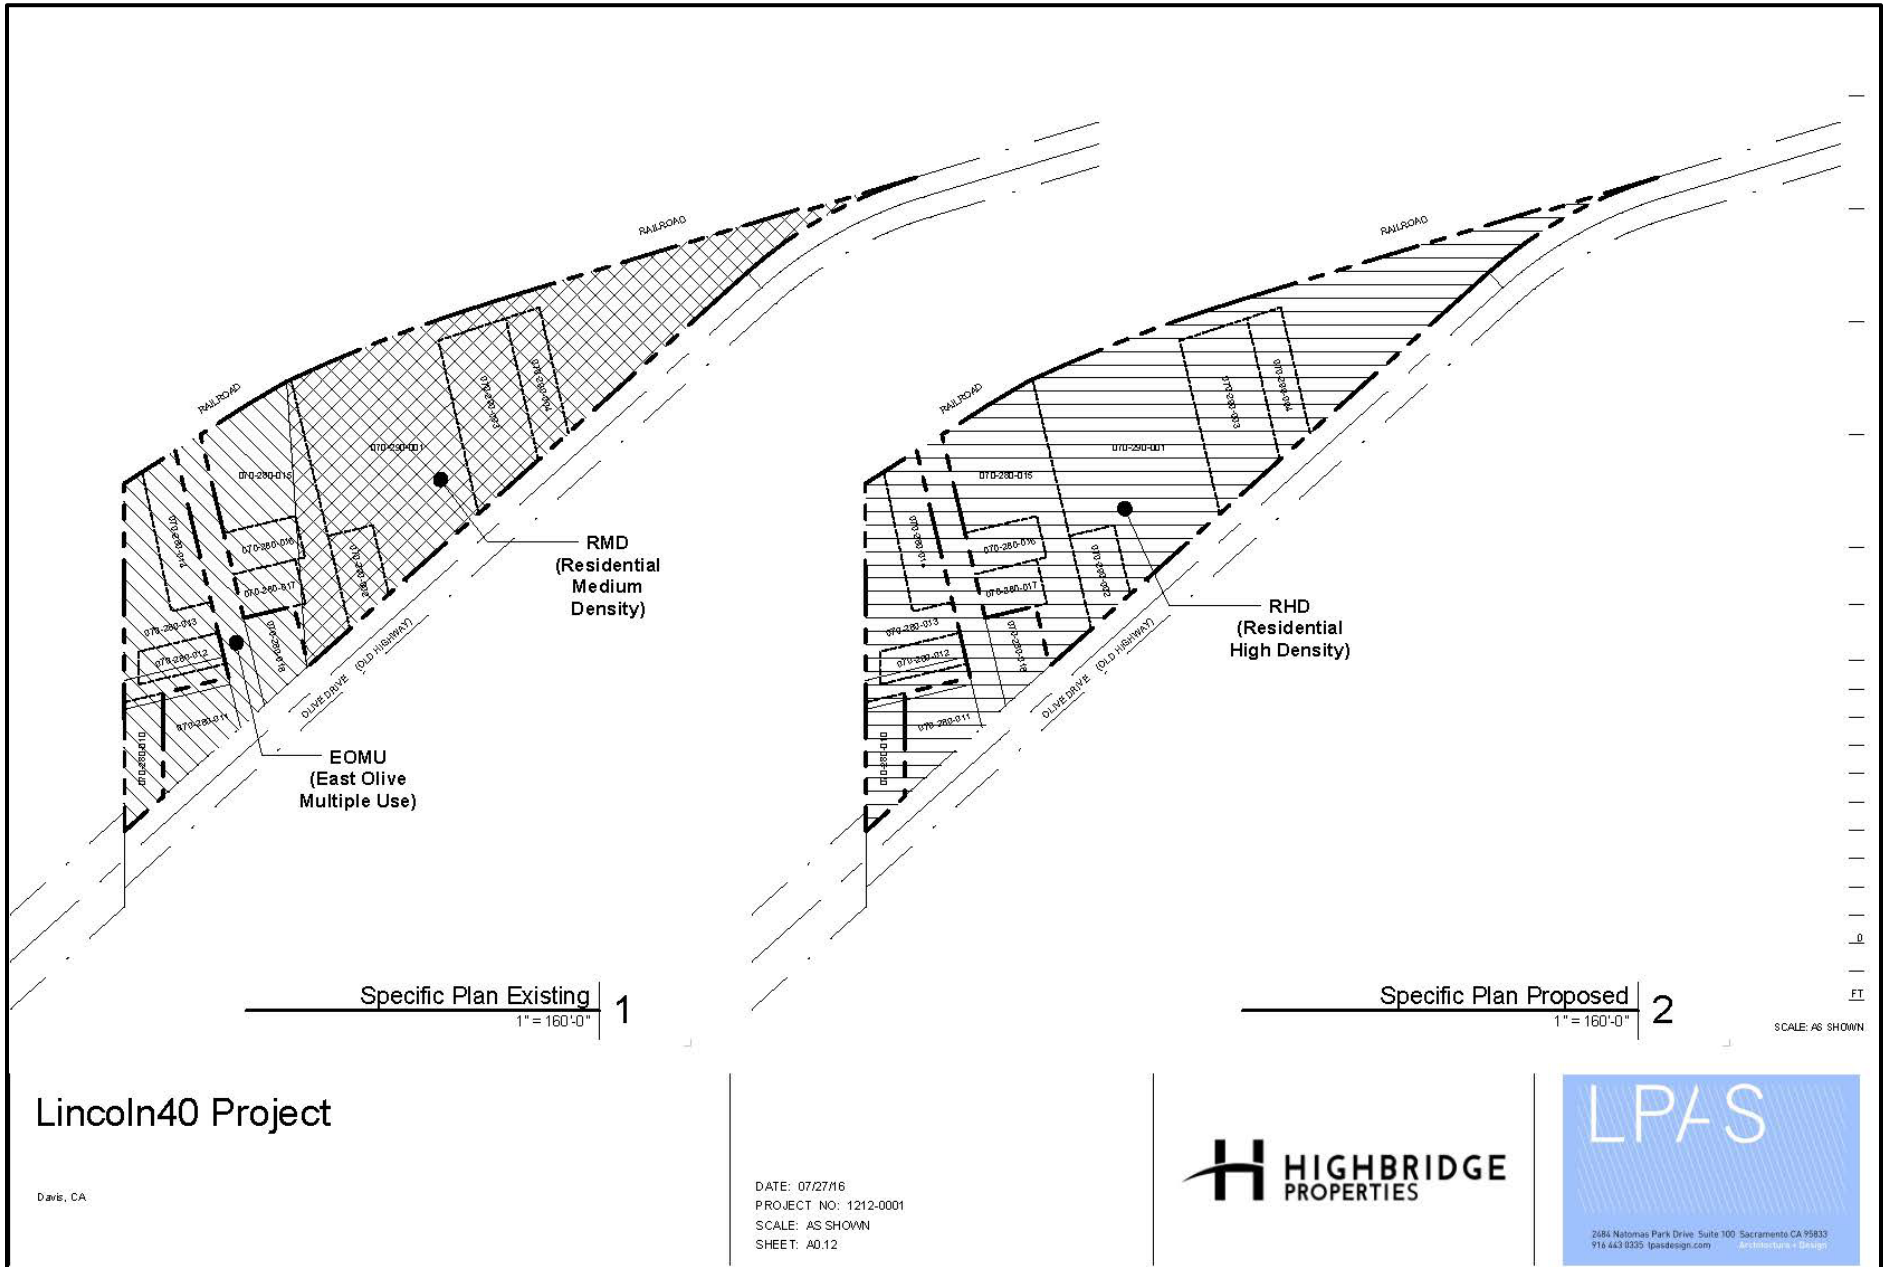 RAILROAD
RAILROAD
070-290-004
070-290-003
070-290-001
070-280-015
070-280-014
070-280-016
070-280-017
070-290-002
070-280-013
070-280-012
070-280-018
070-280-011
070-280-010
OLIVE DRIVE (OLD HIGHWAY)
RMD
(Residential
Medium
Density)
EOMU
(East Olive
Multiple Use)
Specific Plan Existing
1" = 160'-0"
1
RAILROAD
RAILROAD
070-290-004
070-290-003
070-290-001
070-280-015
070-280-014
070-280-016
070-280-017
070-290-002
070-280-013
070-280-012
070-280-018
070-280-011
070-280-010
OLIVE DRIVE (OLD HIGHWAY)
RHD
(Residential
High Density)
Specific Plan Proposed
1" = 160'-0"
2
0
FT
SCALE: AS SHOWN
Lincoln40 Project
Davis, CA
DATE: 07/27/16
PROJECT NO: 1212-0001
SCALE: AS SHOWN
SHEET: A0.12
HIGHBRIDGE
PROPERTIES
LPAS
2484 Natomas Park Drive Suite 100 Sacramento CA 95833
916 443 0335 lpasdesign.com Architecture + Design